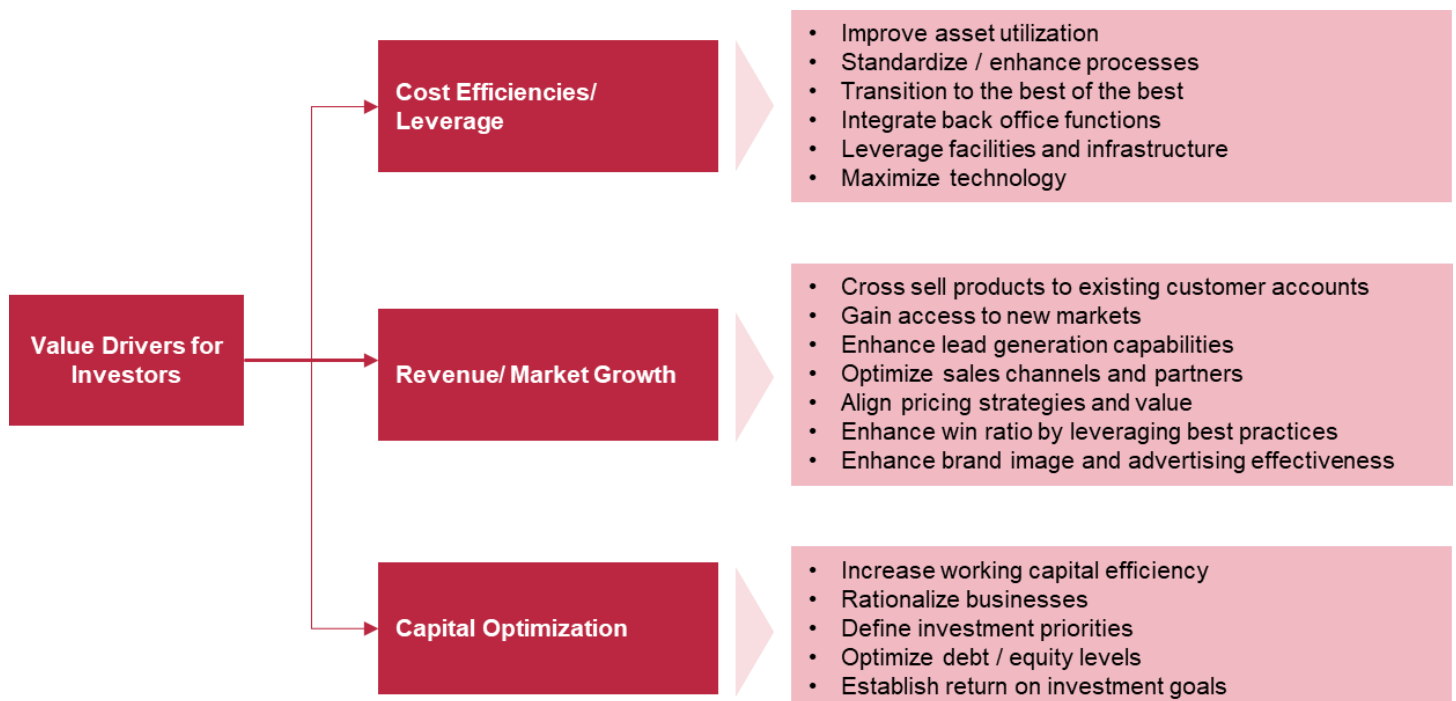 Value Drivers for
Investors
Cost Efficiencies/
Leverage
• Improve asset utilization
• Standardize / enhance processes
• Transition to the best of the best
• Integrate back office functions
• Leverage facilities and infrastructure
• Maximize technology
Revenue/ Market Growth
• Cross sell products to existing customer accounts
• Gain access to new markets
• Enhance lead generation capabilities
• Optimize sales channels and partners
• Align pricing strategies and value
• Enhance win ratio by leveraging best practices
• Enhance brand image and advertising effectiveness
Capital Optimization
• Increase working capital efficiency
• Rationalize businesses
• Define investment priorities
• Optimize debt / equity levels
• Establish return on investment goals